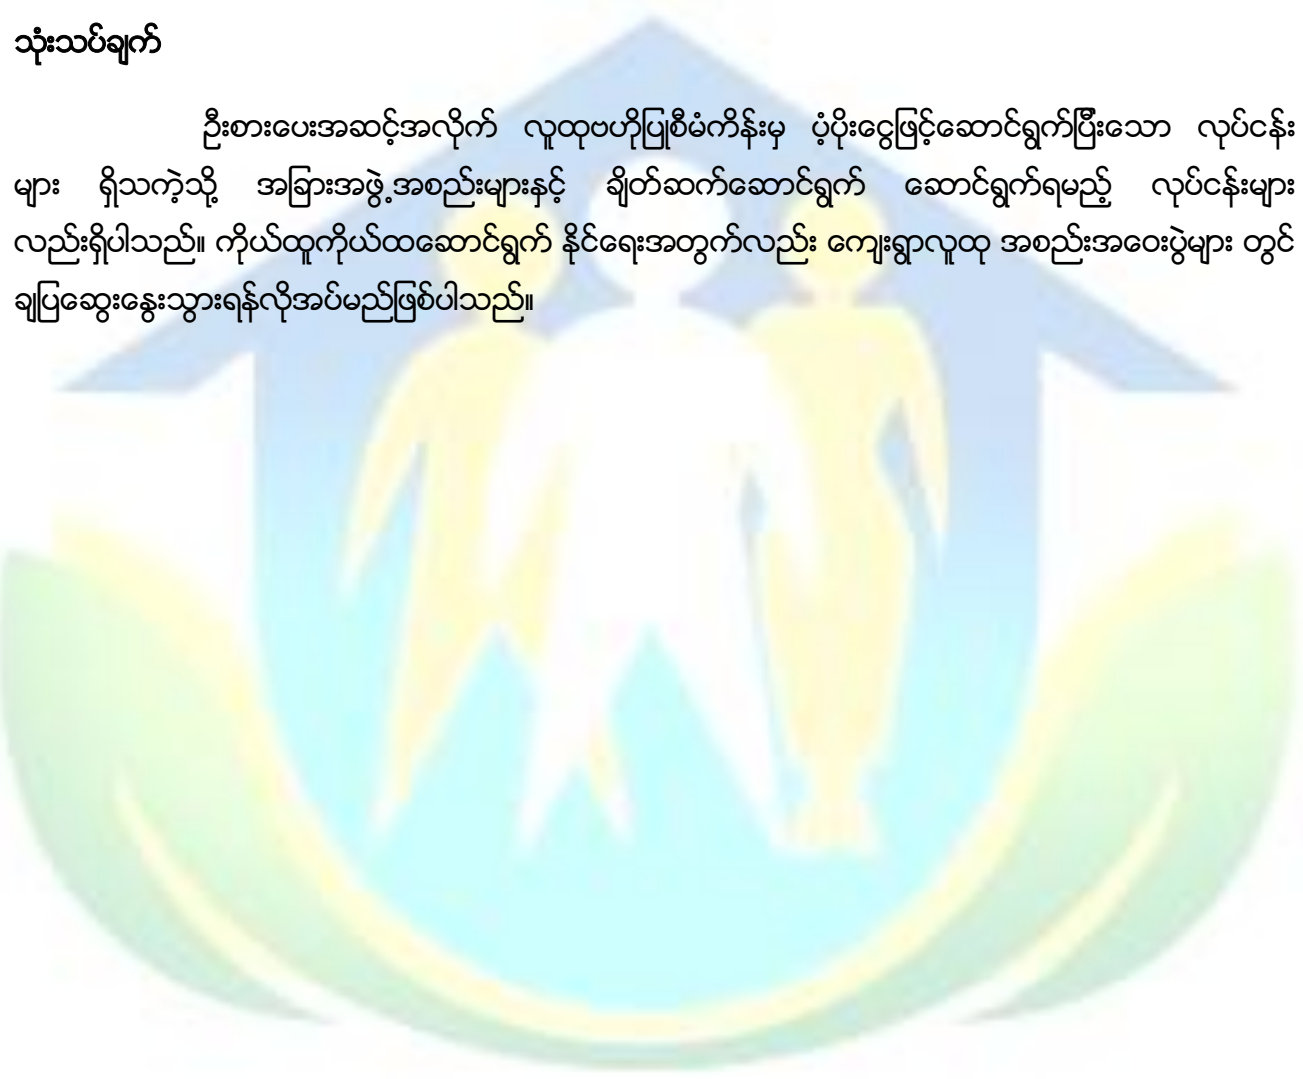 သုံးသပ်ချက်
ဦးစားပေးအဆင့်အလိုက် လူထုဗဟိုပြုစီမံကိန်းမှ ပံ့ပိုးငွေဖြင့်ဆောင်ရွက်ပြီးသော လုပ်ငန်း
များ ရှိသကဲ့သို့ အခြားအဖွဲ့အစည်းများနှင့် ချိတ်ဆက်ဆောင်ရွက် ဆောင်ရွက်ရမည့် လုပ်ငန်းများ
လည်းရှိပါသည်။ ကိုယ်ထူကိုယ်ထဆောင်ရွက် နိုင်ရေးအတွက်လည်း ကျေးရွာလူထု အစည်းအဝေးပွဲများ တွင်
ချပြဆွေးနွေးသွားရန်လိုအပ်မည်ဖြစ်ပါသည်။